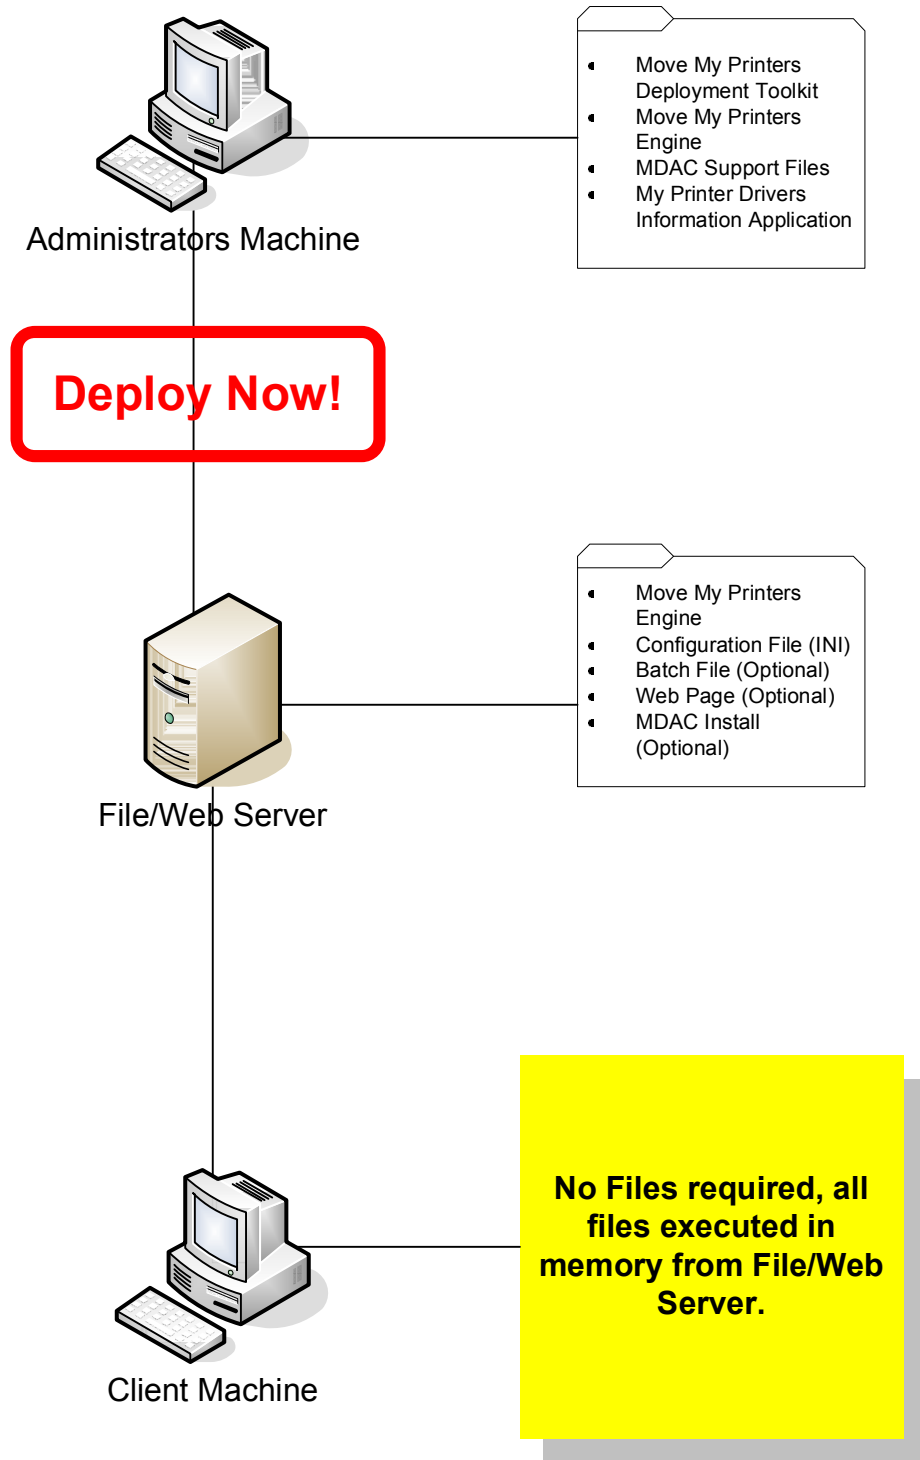 Move My Printers
Deployment Toolkit
Move My Printers
Engine
MDAC Support Files
My Printer Drivers
Information Application
Administrators Machine
Deploy Now!
Move My Printers
Engine
Configuration File (INI)
Batch File (Optional)
Web Page (Optional)
MDAC Install
(Optional)
File/Web Server
No Files required, all
files executed in
memory from File/Web
Server.
Client Machine